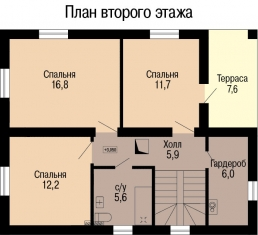 План второго этажа
Спальня
16,8
Спальня
11,7
Терраса
7,6
Холл
5,9
Гардероб
6,0
Спальня
12,2
с/у
5,6